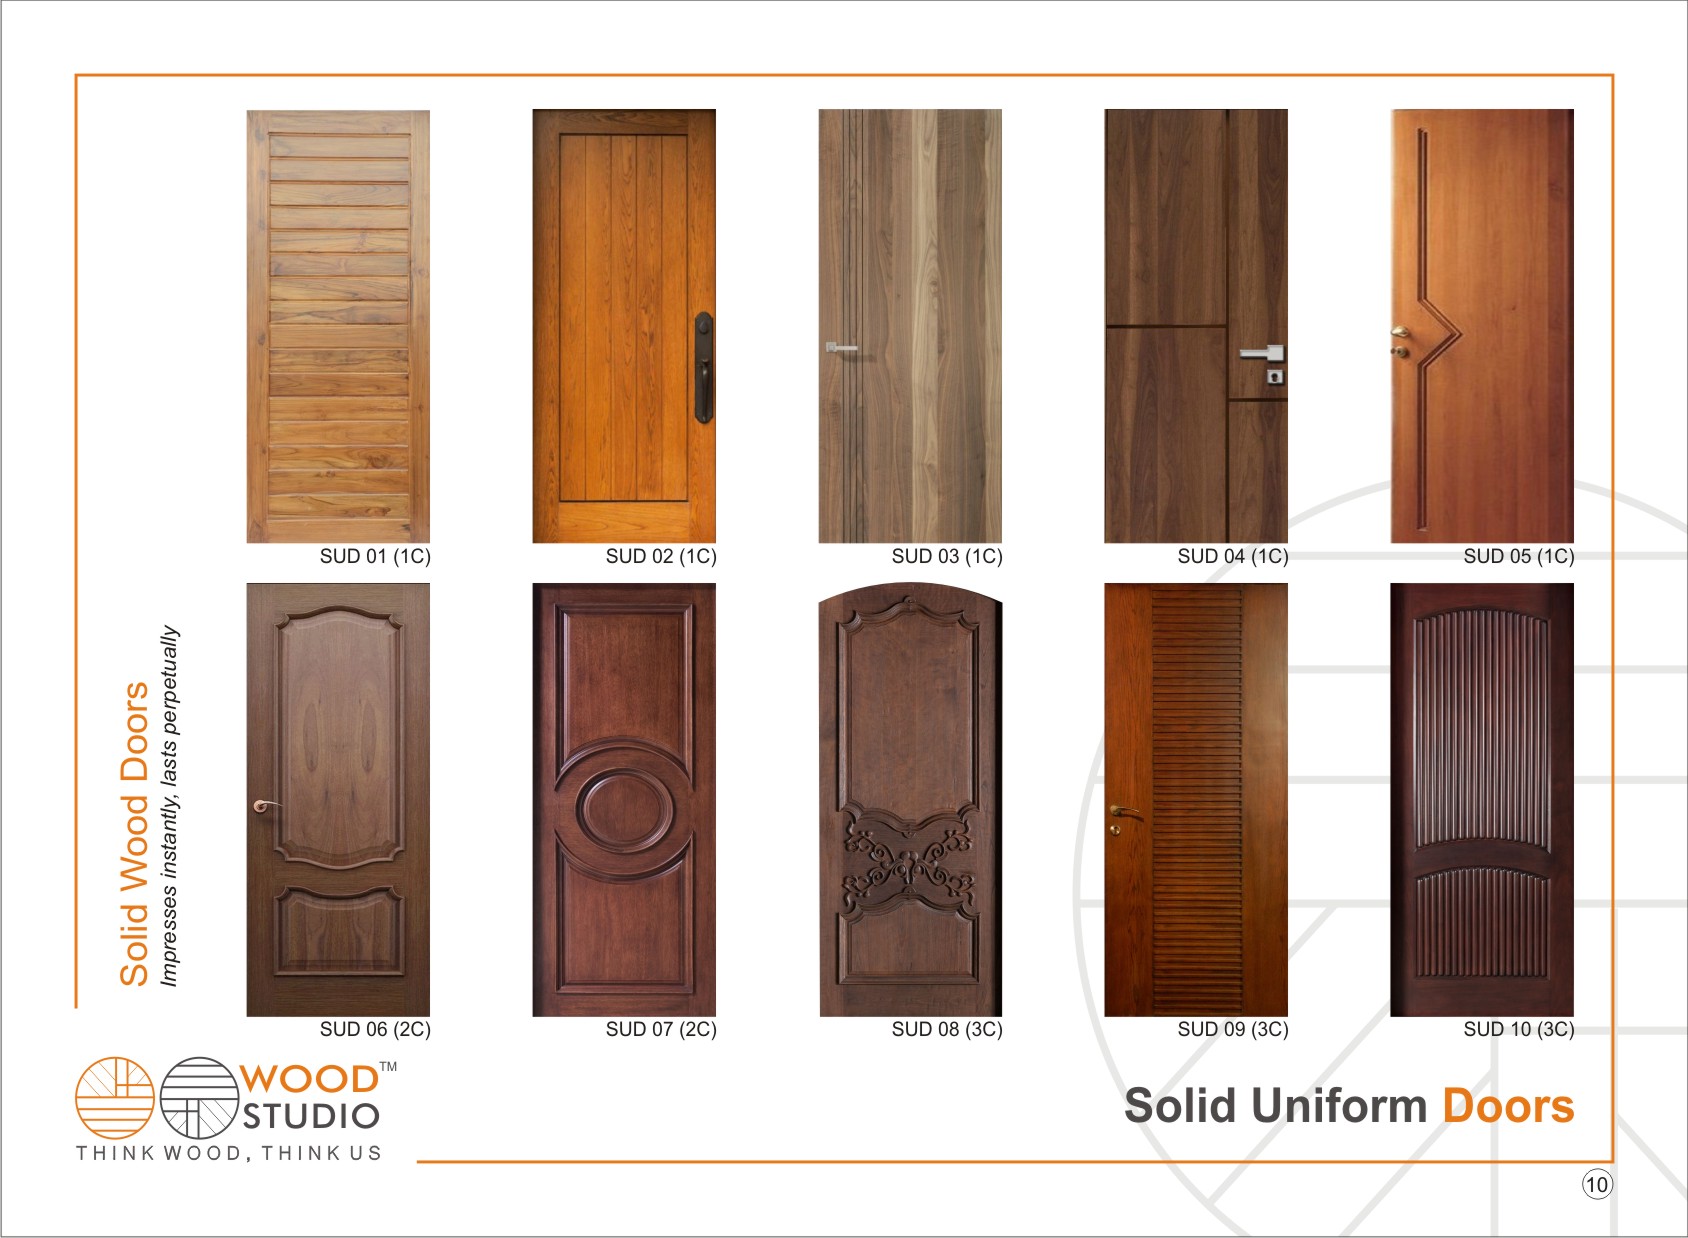 SUD 01 (1C)
SUD 02 (1C)
SUD 03 (1C)
SUD 04 (1C)
SUD 05 (1C)
SUD 06 (2C)
SUD 07 (2C)
SUD 08 (3C)
SUD 09 (3C)
SUD 10 (3C)
Solid Wood Doors
Impresses instantly, lasts perpetually
WOOD™
STUDIO
THINK WOOD, THINK US
Solid Uniform Doors
10